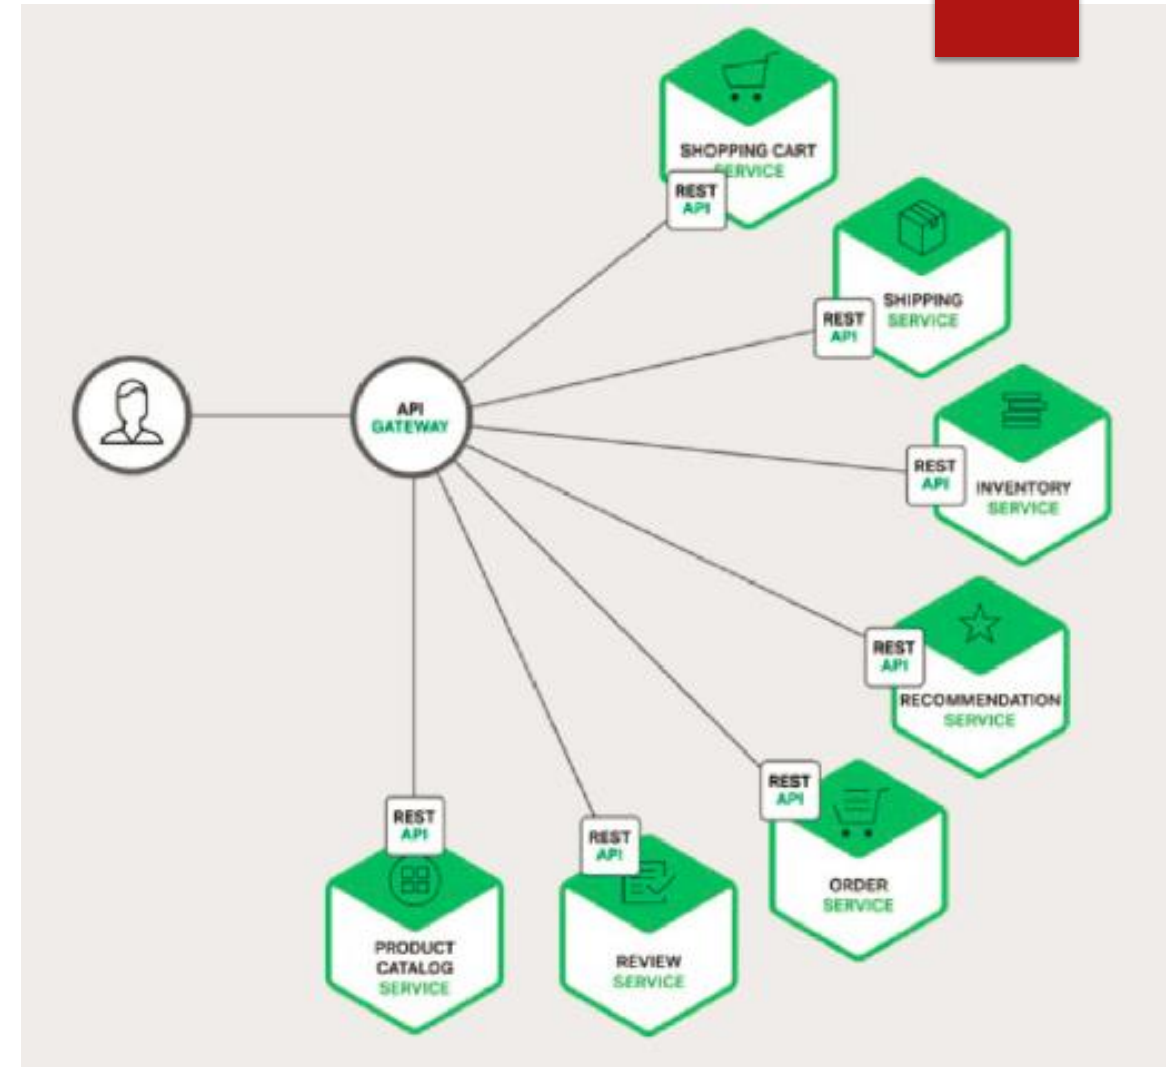 SHOPPING CART
SERVICE
REST
API
SHIPPING
SERVICE
REST
API
API
GATEWAY
REST
API
INVENTORY
SERVICE
REST
API
RECOMMENDATION
SERVICE
REST
API
ORDER
SERVICE
REST
API
REVIEW
SERVICE
REST
API
PRODUCT
CATALOG
SERVICE